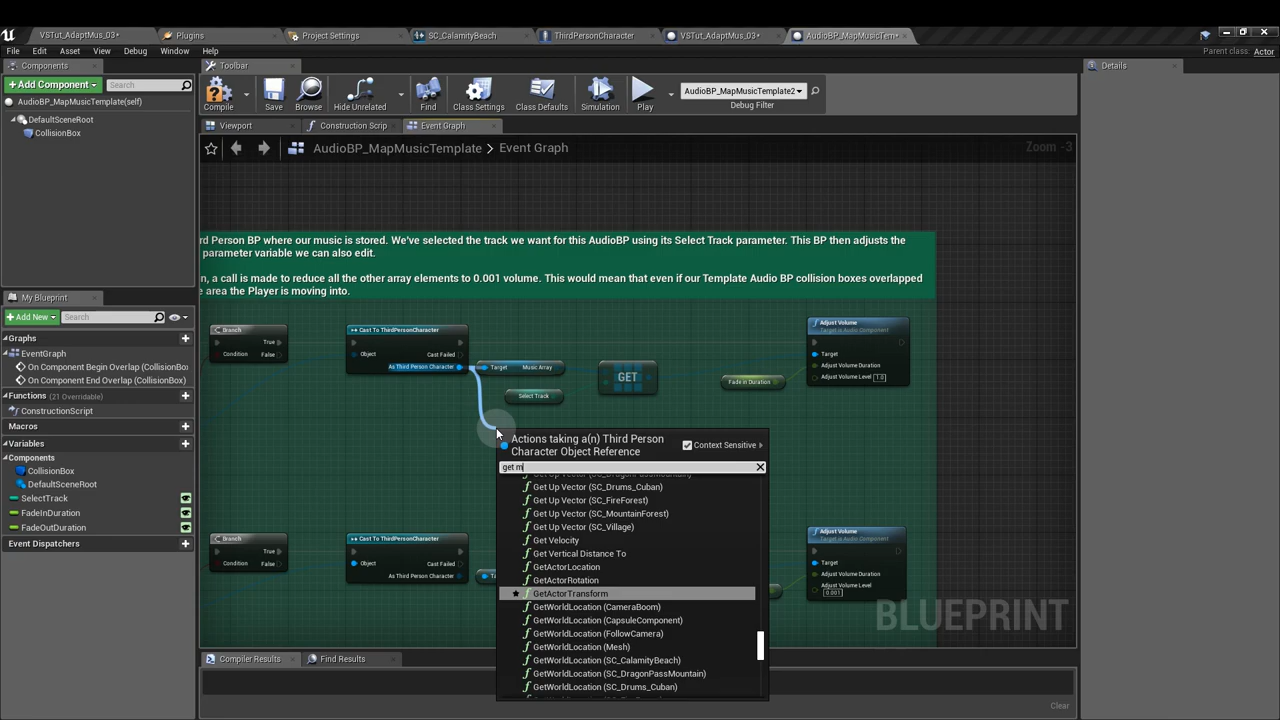 VSTut_AdaptMus_03*
Plugins
Project Settings
SC_CalamityBeach
ThirdPersonCharacter
VSTut_AdaptMus_03*
AudioBP_MapMusicTem*
File Edit Asset View Debug Window Help
Parent class: Actor
Components
Toolbar
Details
+Add Component
Search
AudioBP_MapMusicTemplate(self)
DefaultSceneRoot
CollisionBox
Compile
Save
Browse
Hide Unrelated
Find
Class Settings
Class Defaults
Simulation
Play
AudioBP_MapMusicTemplate2
Debug Filter
Viewport
Construction Scrip
Event Graph
AudioBP_MapMusicTemplate > Event Graph
Zoom -3
rd Person BP where our music is stored. We've selected the track we want for this AudioBP using its Select Track parameter. This BP then adjusts the
parameter variable we can also edit.
n, a call is made to reduce all the other array elements to 0.001 volume. This would mean that even if our Template Audio BP collision boxes overlapped
e area the Player is moving into.
My Blueprint
+Add New
Search
Graphs
EventGraph
On Component Begin Overlap (CollisionBo
On Component End Overlap (CollisionBox)
Functions (21 Overridable)
ConstructionScript
Macros
Variables
Components
CollisionBox
DefaultSceneRoot
SelectTrack
FadeInDuration
FadeOutDuration
Event Dispatchers
Branch
True
Condition False
Cast To ThirdPersonCharacter
Object
Cast Failed
As Third Person Character
Target Music Array
Select Track
GET
Fade in Duration
Adjust Volume
Target is Audio Component
Target
Adjust Volume Duration
Adjust Volume Level 1.0
Actions taking a(n) Third Person
Character Object Reference
Context Sensitive
get m
Get Up Vector (SC_DragonPassMountain)
Get Up Vector (SC_Drums_Cuban)
Get Up Vector (SC_FireForest)
Get Up Vector (SC_MountainForest)
Get Up Vector (SC_Village)
Get Velocity
Get Vertical Distance To
GetActorLocation
GetActorRotation
GetActorTransform
GetWorldLocation (CameraBoom)
GetWorldLocation (CapsuleComponent)
GetWorldLocation (FollowCamera)
GetWorldLocation (Mesh)
GetWorldLocation (SC_CalamityBeach)
GetWorldLocation (SC_DragonPassMountain)
GetWorldLocation (SC_Drums_Cuban)
Branch
True
Condition False
Cast To ThirdPersonCharacter
Object
Cast Failed
As Third Person Character
Adjust Volume
Target is Audio Component
Target
Adjust Volume Duration
Adjust Volume Level
0.001
BLUEPRINT
Compiler Results
Find Results
Clear